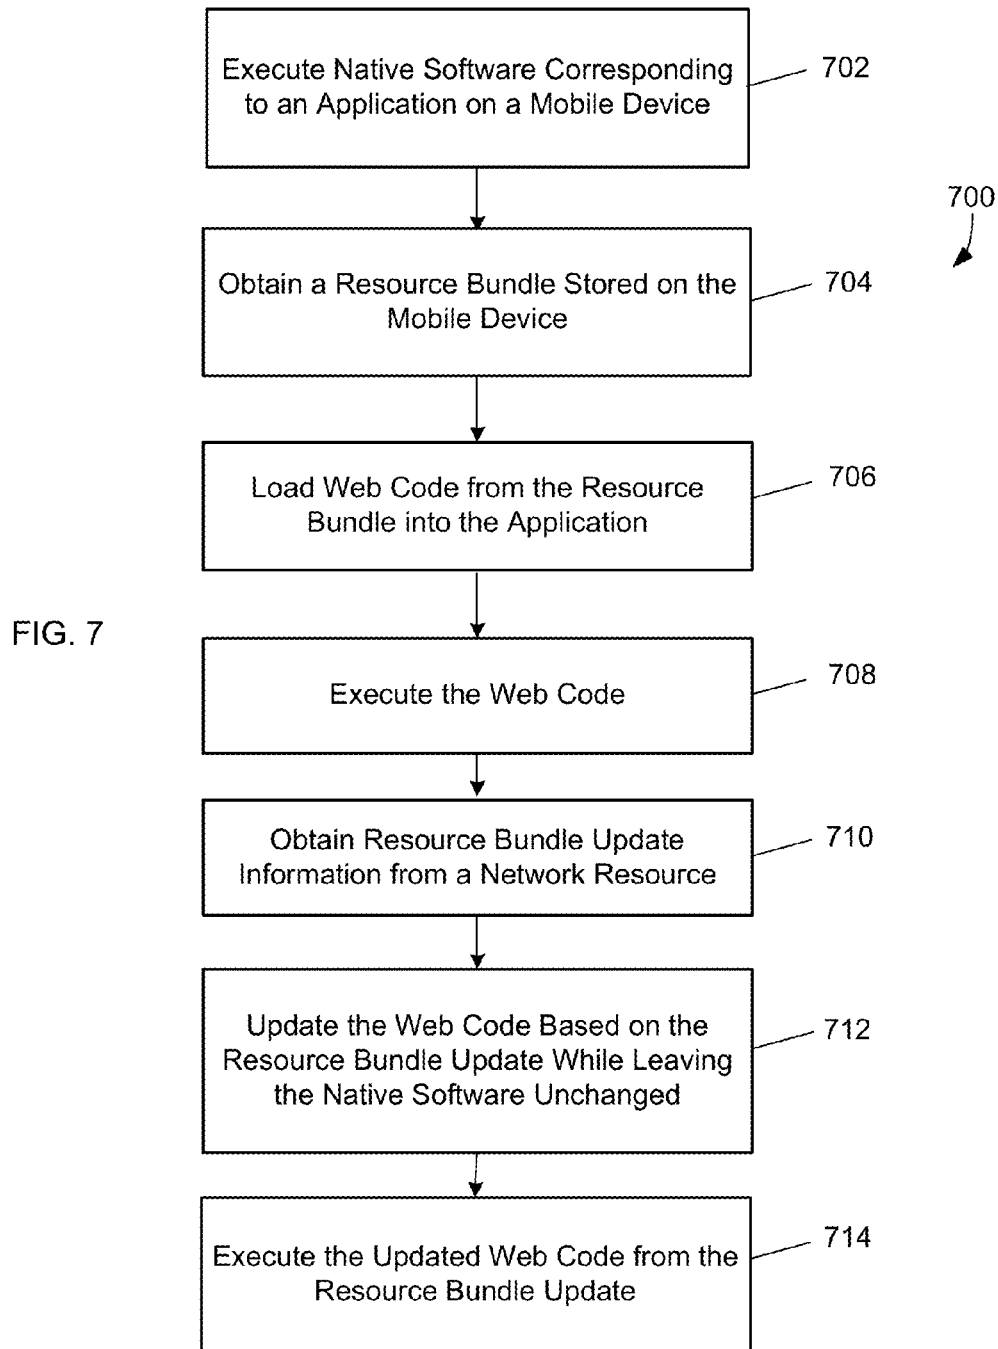 Execute Native Software Corresponding
to an Application on a Mobile Device
702
700
Obtain a Resource Bundle Stored on the
Mobile Device
704
Load Web Code from the Resource
Bundle into the Application
706
FIG. 7
Execute the Web Code
708
Obtain Resource Bundle Update
Information from a Network Resource
710
Update the Web Code Based on the
Resource Bundle Update While Leaving
the Native Software Unchanged
712
Execute the Updated Web Code from the
Resource Bundle Update
714